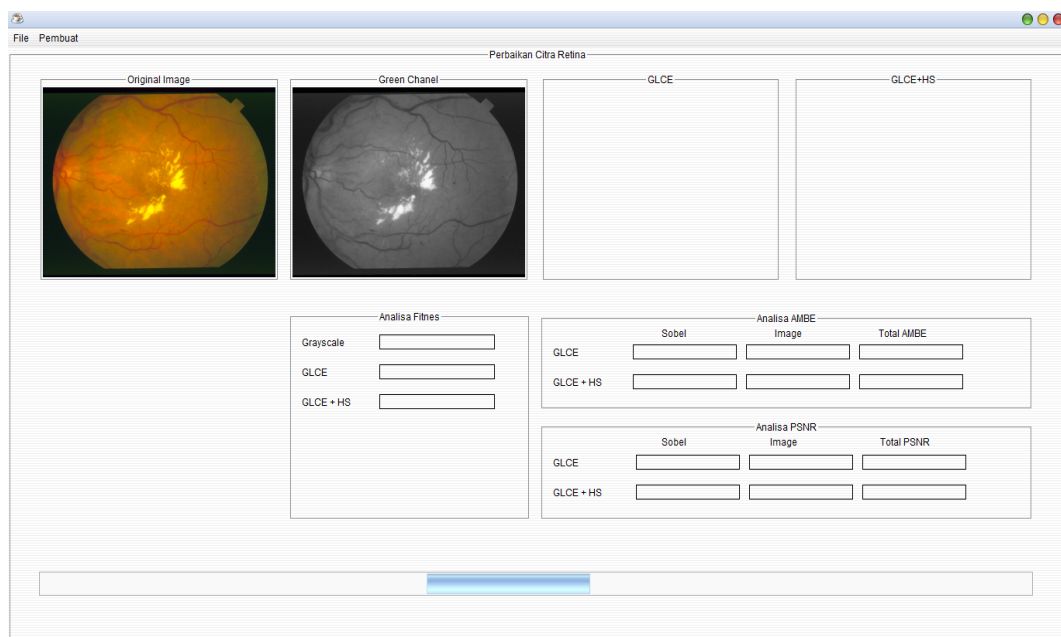 File Pembuat
Perbaikan Citra Retina
Original Image
Green Chanel
GLCE
GLCE+HS
Analisa Fitnes
Grayscale
GLCE
GLCE + HS
Analisa AMBE
Sobel Image Total AMBE
GLCE
GLCE + HS
Analisa PSNR
Sobel Image Total PSNR
GLCE
GLCE + HS